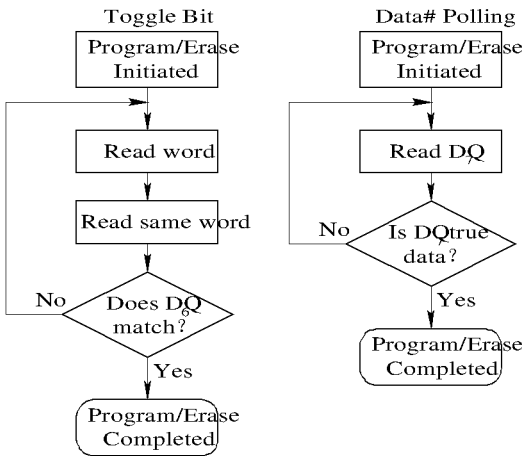 Toggle Bit
Program/Erase
Initiated
Read word
Read same word
Does DQ6
match?
No
Yes
Program/Erase
Completed
Data# Polling
Program/Erase
Initiated
Read DQ7
Is DQ7 true
data?
No
Yes
Program/Erase
Completed